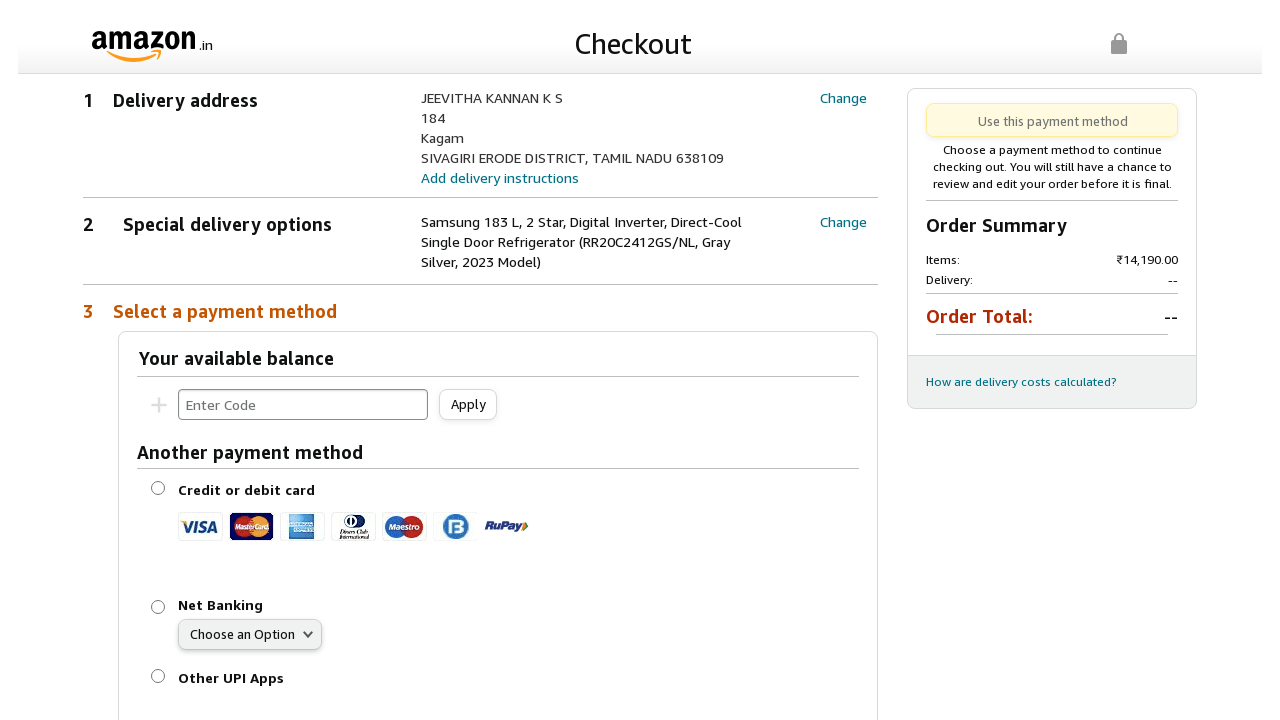 amazon.in
Checkout
1 Delivery address
JEEVITHA KANNAN K S
184
Kagam
SIVAGIRI ERODE DISTRICT, TAMIL NADU 638109
Add delivery instructions
Change
2 Special delivery options
Samsung 183 L, 2 Star, Digital Inverter, Direct-Cool
Single Door Refrigerator (RR20C2412GS/NL, Gray
Silver, 2023 Model)
Change
3 Select a payment method
Your available balance
Enter Code
Apply
Another payment method
Credit or debit card
VISA MasterCard AMERICAN EXPRESS Diners Club International Maestro B RuPay
Net Banking
Choose an Option
Other UPI Apps
Use this payment method
Choose a payment method to continue
checking out. You will still have a chance to
review and edit your order before it is final.
Order Summary
Items: ₹14,190.00
Delivery: --
Order Total: --
How are delivery costs calculated?